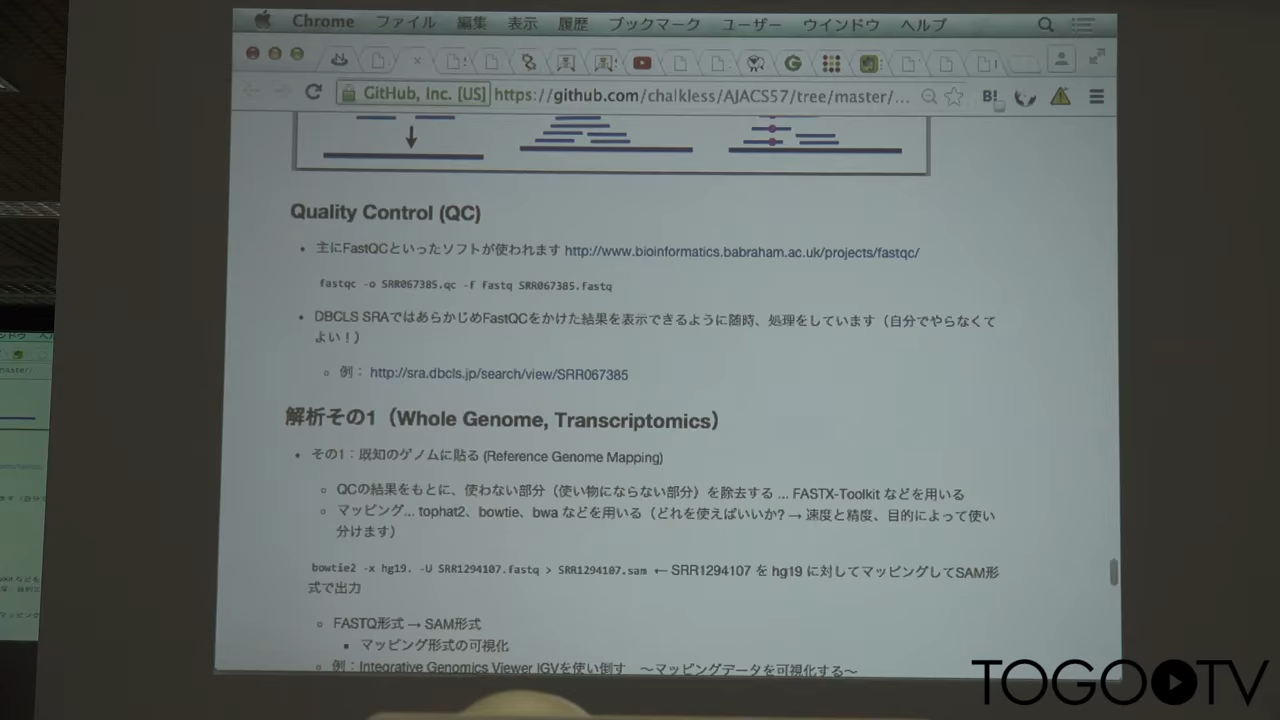 Chrome ファイル 編集 表示 履歴 ブックマーク ユーザー ウインドウ ヘルプ
GitHub, Inc. [US] https://github.com/chalkless/AJACS57/tree/master/...
B!
Quality Control (QC)
主にFastQCといったソフトが使われます http://www.bioinformatics.babraham.ac.uk/projects/fastqc/
fastqc -o SRR067385.qc -f fastq SRR067385.fastq
DBCLS SRAではあらかじめFastQCをかけた結果を表示できるように随時、処理をしています（自分でやらなくて
よい！）
例： http://sra.dbcls.jp/search/view/SRR067385
解析その1（Whole Genome, Transcriptomics）
その1：既知のゲノムに貼る (Reference Genome Mapping)
QCの結果をもとに、使わない部分（使い物にならない部分）を除去する ... FASTX-Toolkit などを用いる
マッピング... tophat2、bowtie、bwa などを用いる（どれを使えばいいか? → 速度と精度、目的によって使い
分けます）
bowtie2 -x hg19. -U SRR1294107.fastq > SRR1294107.sam ← SRR1294107 を hg19 に対してマッピングしてSAM形
式で出力
FASTQ形式 → SAM形式
マッピング形式の可視化
例：Integrative Genomics Viewer IGVを使い倒す ～マッピングデータを可視化する～
TOGOTV